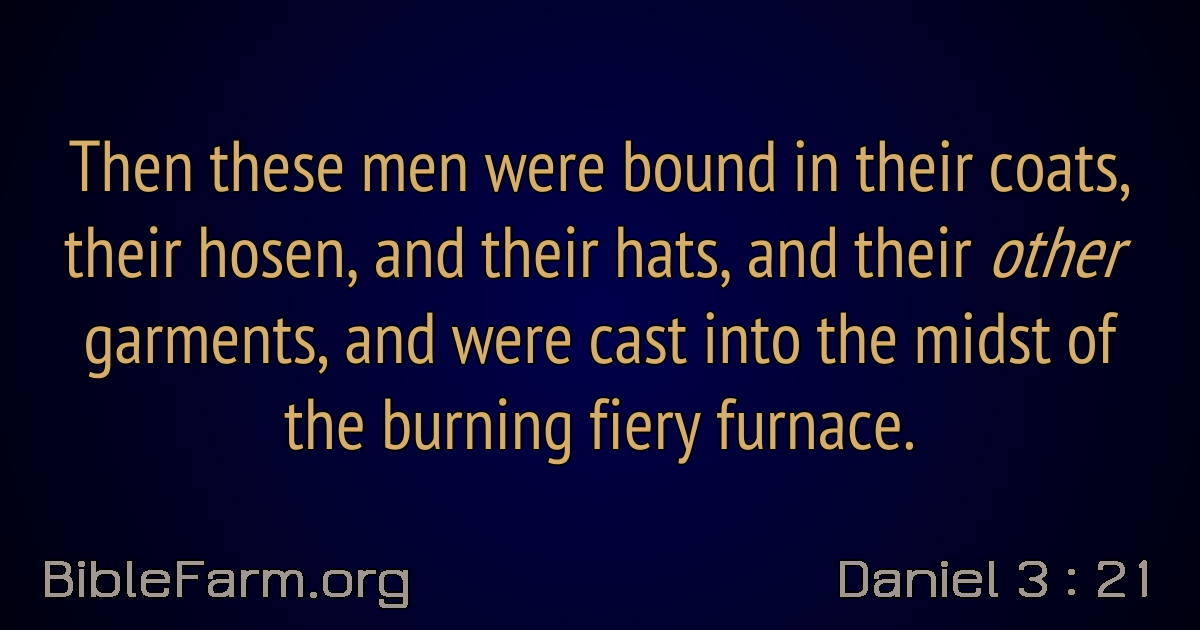 Then these men were bound in their coats,
their hosen, and their hats, and their other
garments, and were cast into the midst of
the burning fiery furnace.
BibleFarm.org
Daniel 3 : 21